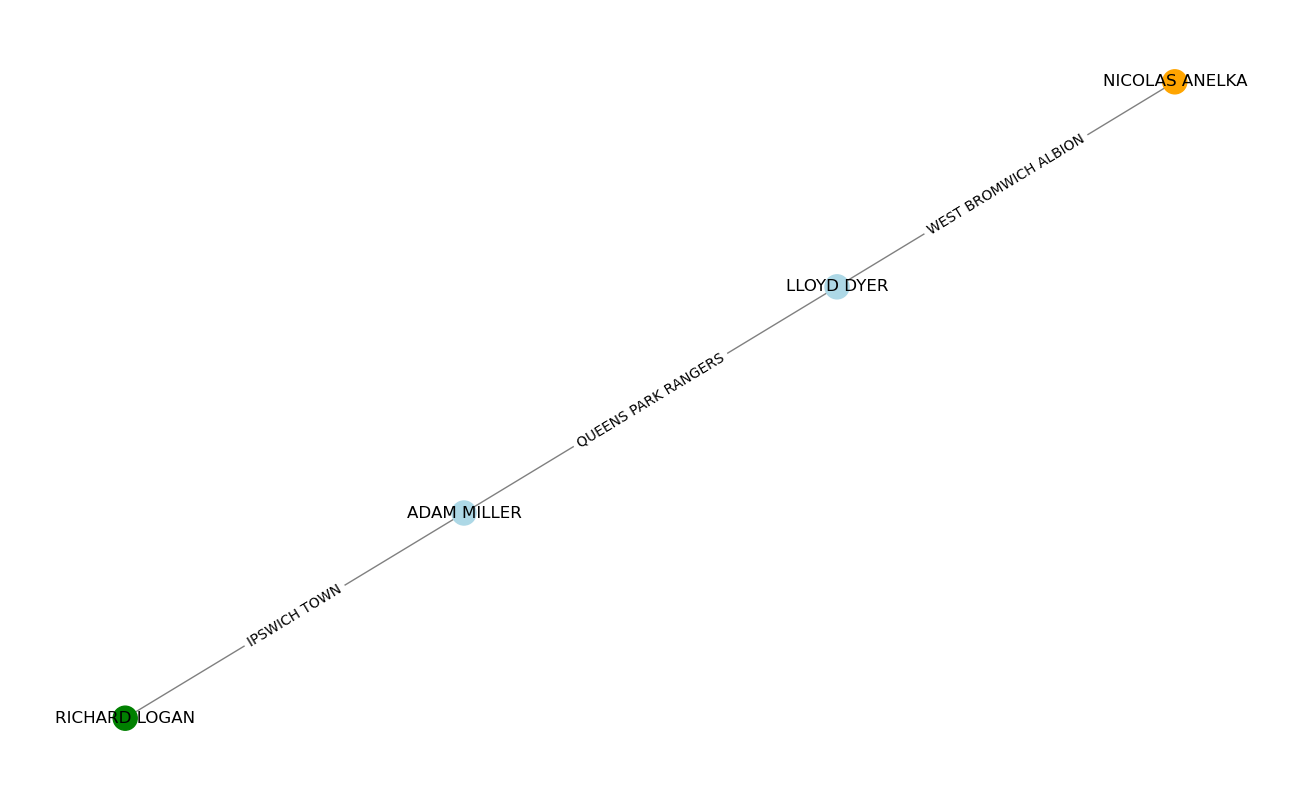 NICOLAS ANELKA
WEST BROMWICH ALBION
LLOYD DYER
QUEENS PARK RANGERS
ADAM MILLER
IPSWICH TOWN
RICHARD LOGAN